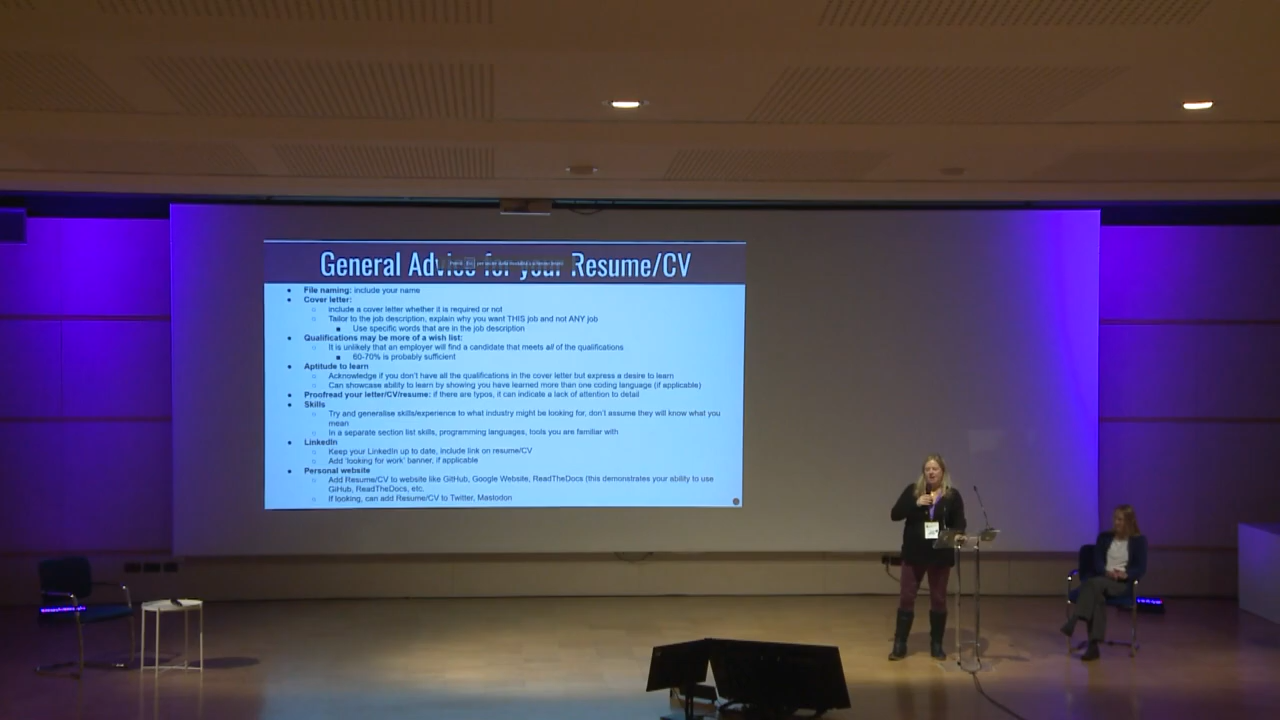 General Advice for your Resume/CV
● File naming: include your name
● Cover letter:
○ Include a cover letter whether it is required or not
○ Tailor to the job description, explain why you want THIS job and not ANY job
■ Use specific words that are in the job description
● Qualifications may be more of a wish list:
○ It is unlikely that an employer will find a candidate that meets all of the qualifications
■ 60-70% is probably sufficient
● Aptitude to learn
○ Acknowledge if you don't have all the qualifications in the cover letter but express a desire to learn
○ Can showcase ability to learn by showing you have learned more than one coding language (if applicable)
● Proofread your letter/CV/resume: if there are typos, it can indicate a lack of attention to detail
● Skills
○ Try and generalise skills/experience to what industry might be looking for, don't assume they will know what you
mean
○ In a separate section list skills, programming languages, tools you are familiar with
● LinkedIn
○ Keep your LinkedIn up to date, include link on resume/CV
○ Add 'looking for work' banner, if applicable
● Personal website
○ Add Resume/CV to website like GitHub, Google Website, ReadTheDocs (this demonstrates your ability to use
GiHub, ReadTheDocs, etc.
○ If looking, can add Resume/CV to Twitter, Mastodon